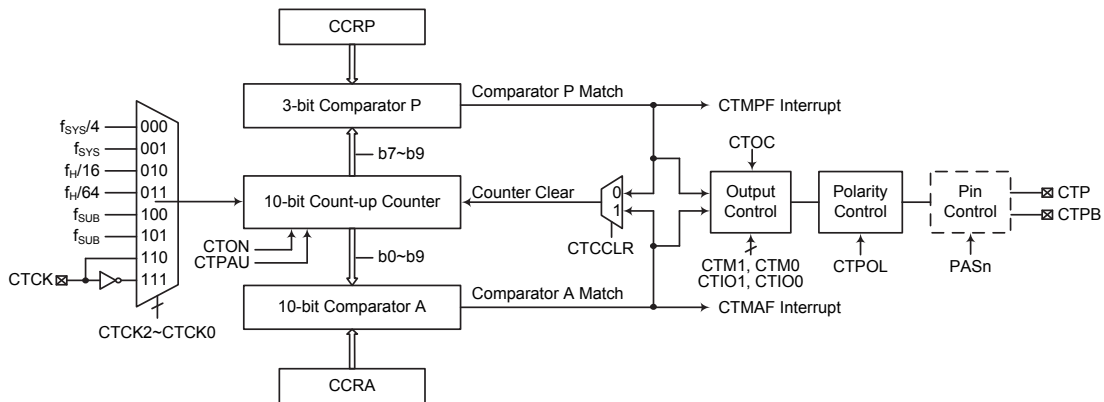 CCRP
3-bit Comparator P
Comparator P Match
CTMPF Interrupt
b7~b9
fSYS/4
000
fSYS
001
fH/16
010
fH/64
011
fSUB
100
fSUB
101
110
111
CTCK
CTCK2~CTCK0
10-bit Count-up Counter
Counter Clear
0
1
CTCCLR
CTON
CTPAU
b0~b9
CTOC
Output
Control
CTM1, CTM0
CTIO1, CTIO0
Polarity
Control
CTPOL
Pin
Control
PASn
CTP
CTPB
10-bit Comparator A
Comparator A Match
CTMAF Interrupt
CCRA